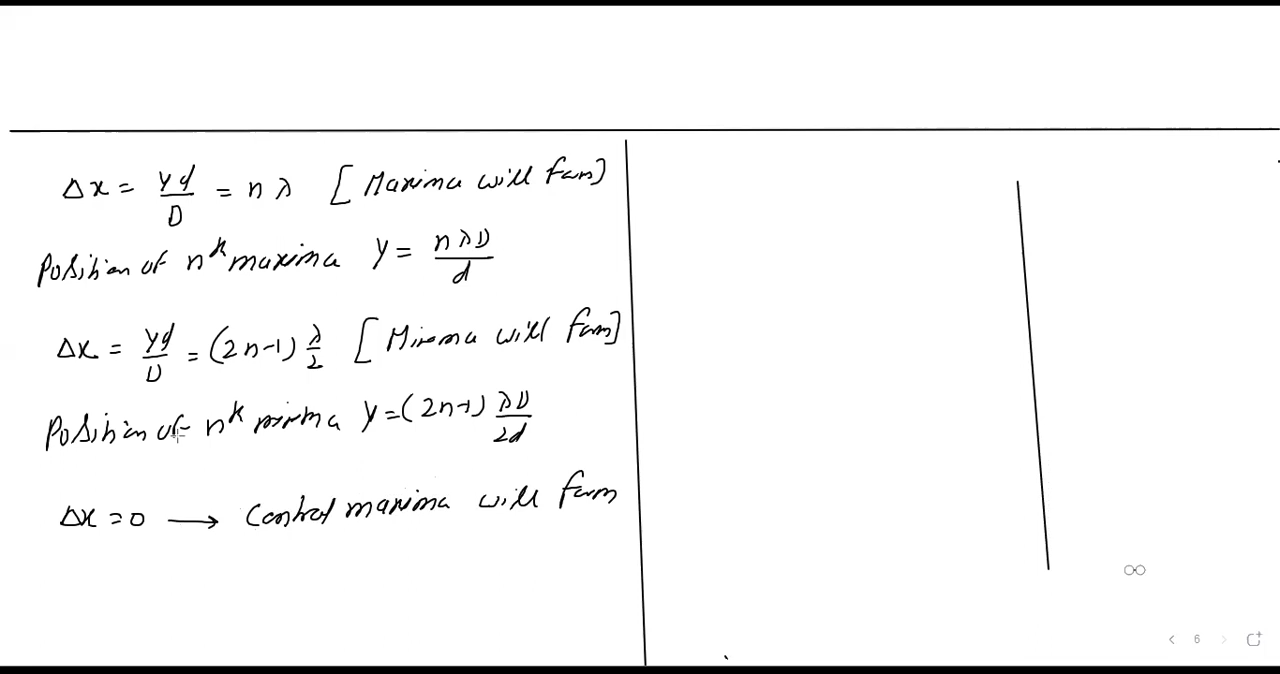 Δx = yd/D = nλ [Maxima will form]
Position of nth maxima y = nλD/d
Δx = yd/D = (2n-1) λ/2 [Minima will form]
Position of nth minima y = (2n-1) λD/2d
Δx = 0 → Central maxima will form
6